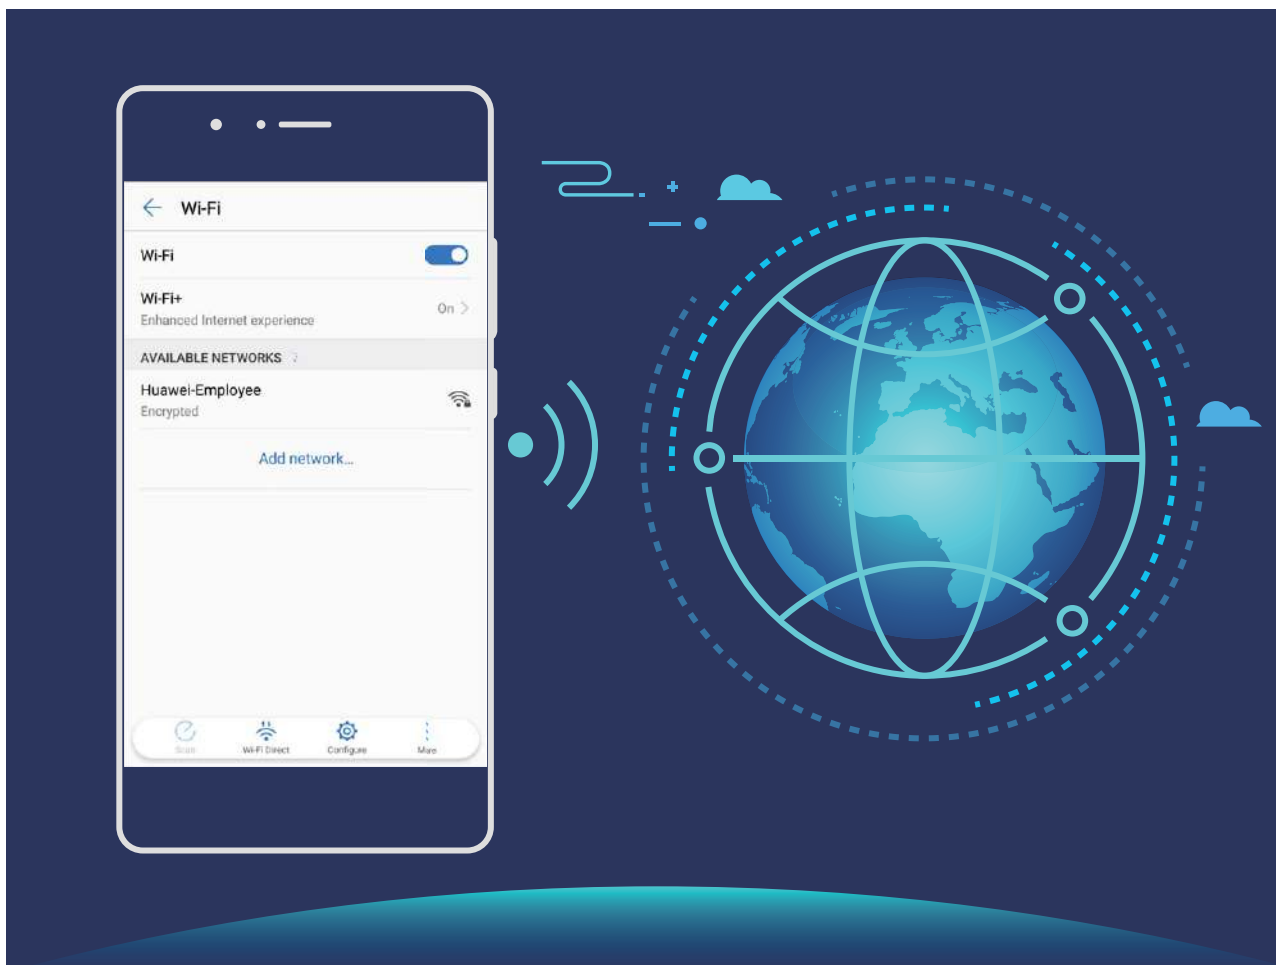 Wi-Fi
Wi-Fi
Wi-Fi+
On
Enhanced Internet experience
AVAILABLE NETWORKS
Huawei-Employee
Encrypted
Add network...
Scan
Wi-Fi Direct
Configure
More